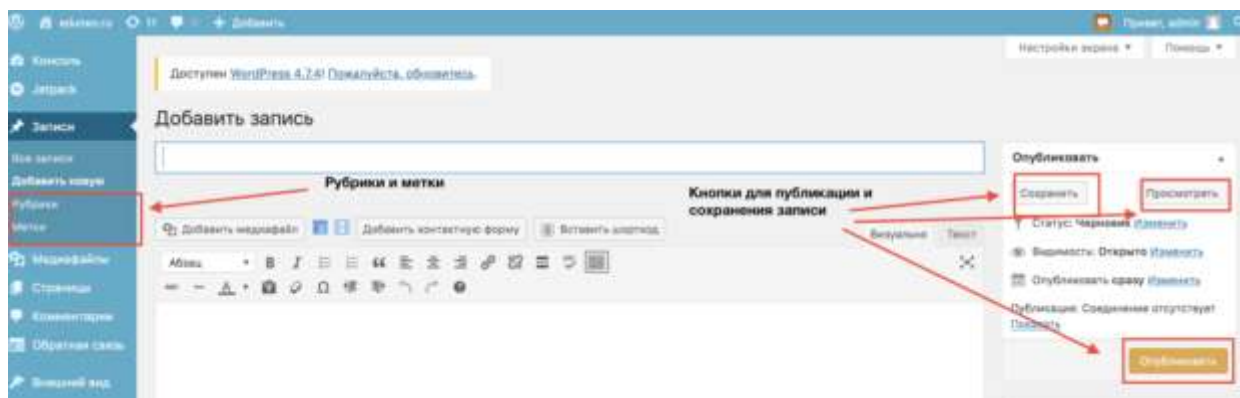 + Добавить
Привет, admin
Настройки экрана ▾ Помощь ▾
Консоль
Jetpack
Доступен WordPress 4.7.4! Пожалуйста, обновитесь.
Записи
Добавить запись
Все записи
Добавить новую
Рубрики
Метки
Рубрики и метки
Кнопки для публикации и
сохранения записи
Опубликовать
Сохранить Просмотреть
Добавить медиафайл Добавить контактную форму Вставить шорткод
Визуально Текст
Статус: Черновик Изменить
Абзац
Видимость: Открыто Изменить
Опубликовать сразу Изменить
Публикация: Соединение отсутствует
Показать
Опубликовать
Медиафайлы
Страницы
Комментарии
Обратная связь
Внешний вид